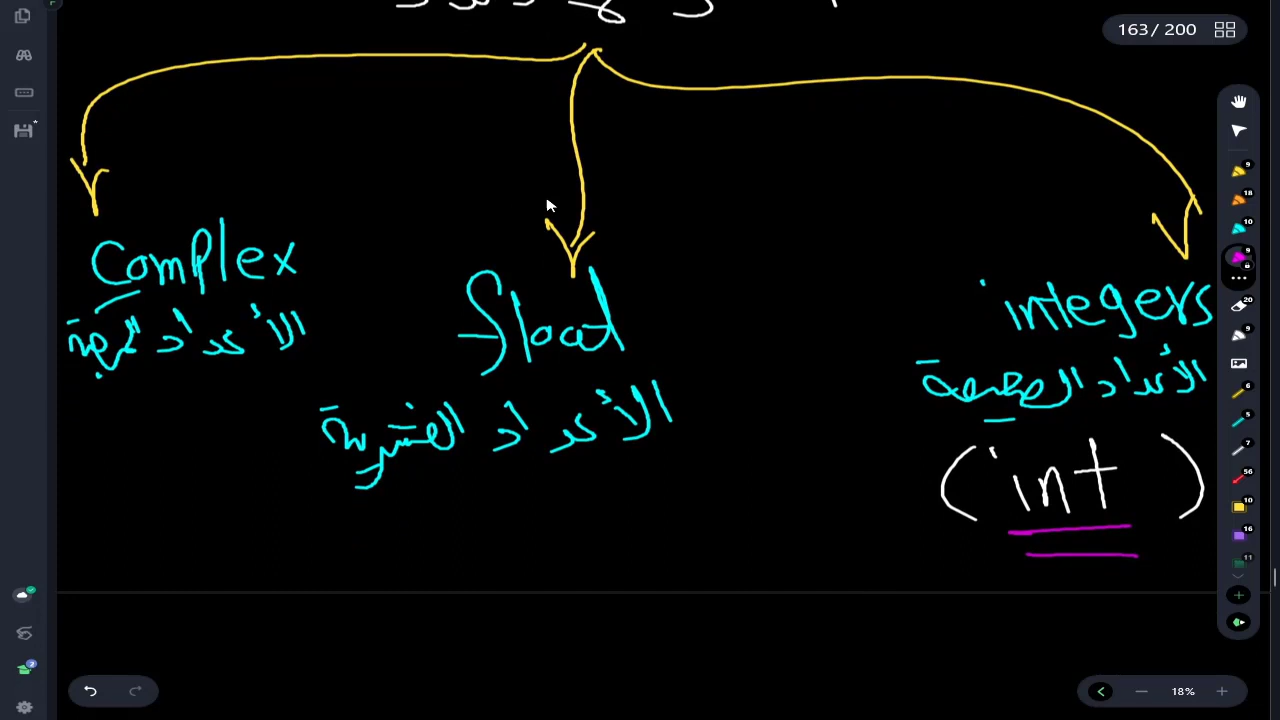 163 / 200
Complex
الأعداد المركبة
float
الأعداد العشرية
integers
الأعداد الصحيحة
( int )
18%